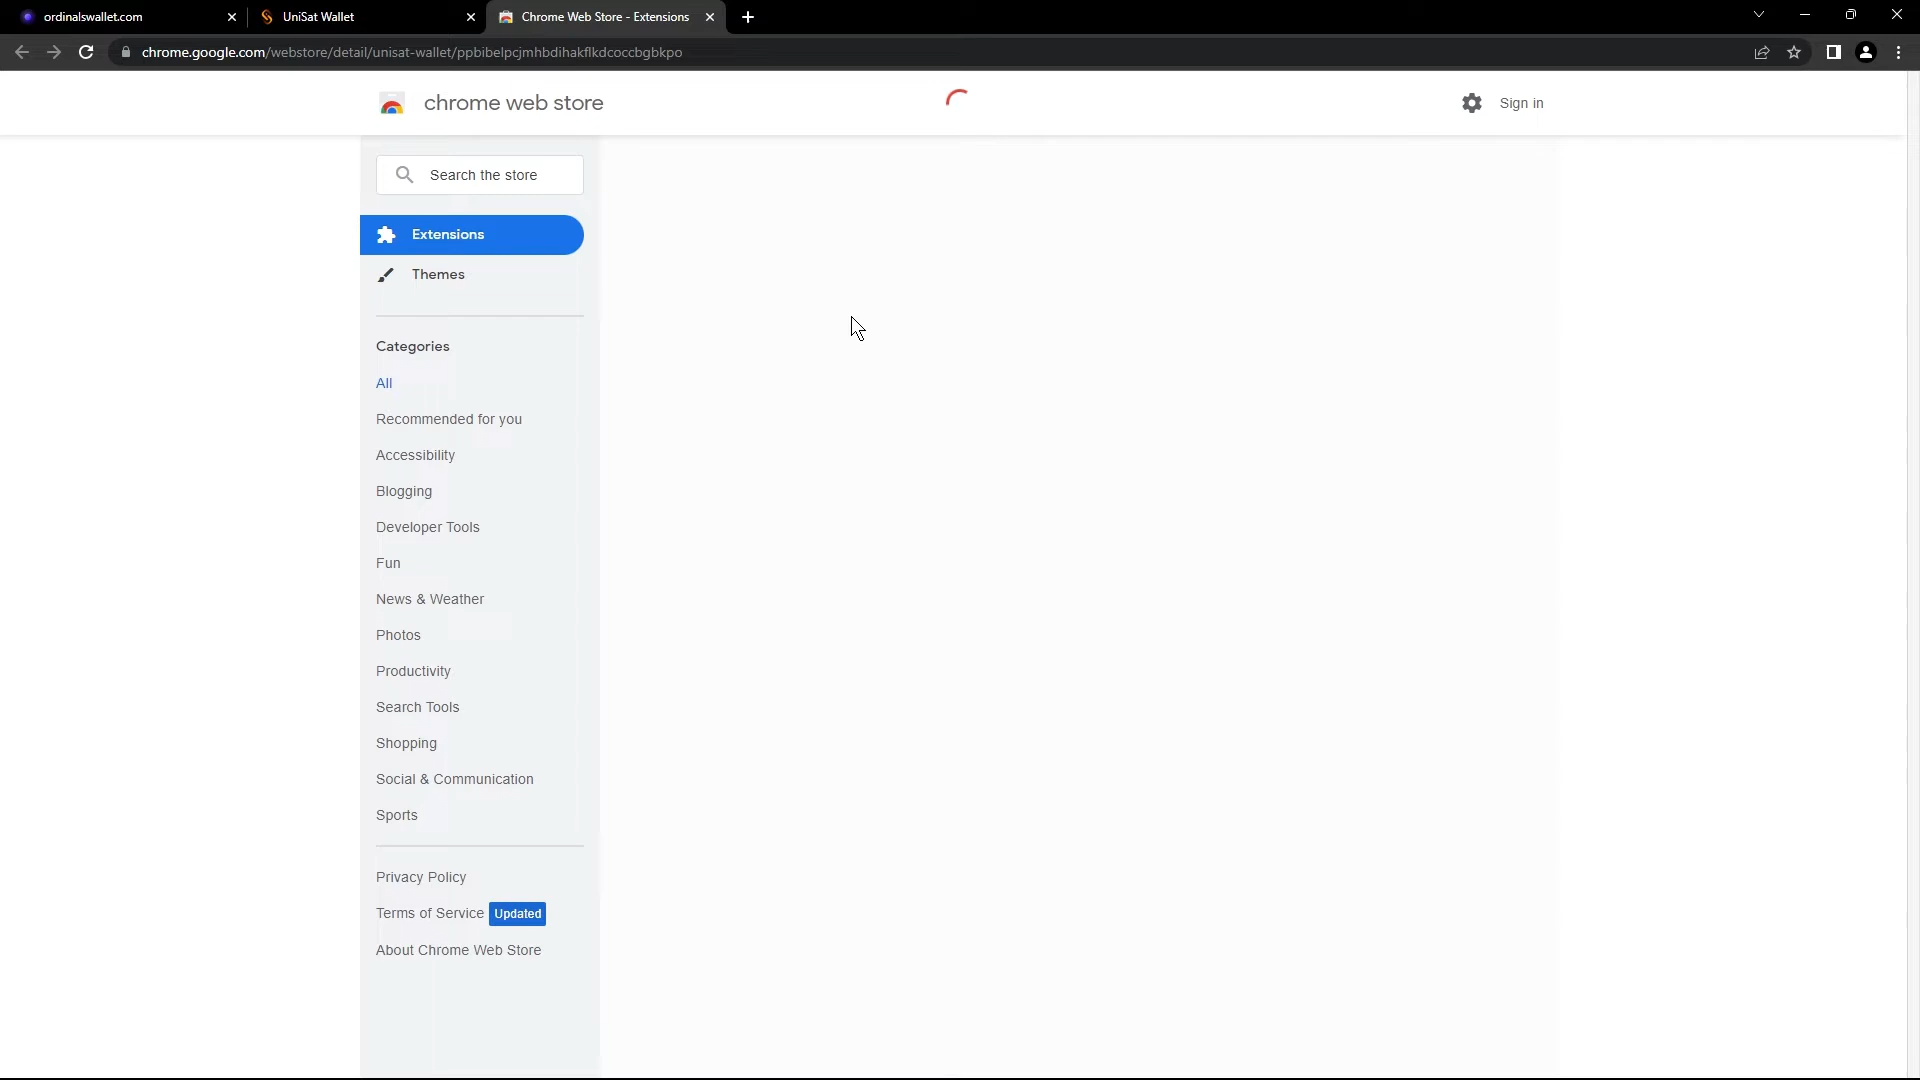 ordinalswallet.com
UniSat Wallet
Chrome Web Store - Extensions
chrome.google.com/webstore/detail/unisat-wallet/ppbibelpcjmhbdihakflkdcoccbgbkpo
chrome web store
Sign in
Search the store
Extensions
Themes
Categories
All
Recommended for you
Accessibility
Blogging
Developer Tools
Fun
News & Weather
Photos
Productivity
Search Tools
Shopping
Social & Communication
Sports
Privacy Policy
Terms of Service Updated
About Chrome Web Store